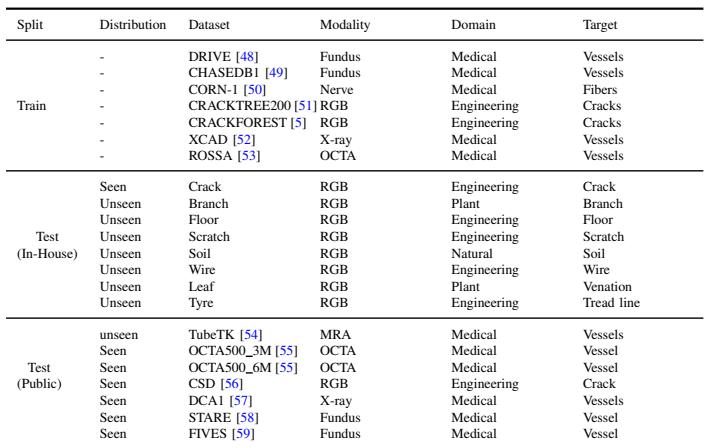 Split Distribution Dataset Modality Domain Target
- DRIVE [48] Fundus Medical Vessels
- CHASEDB1 [49] Fundus Medical Vessels
- CORN-1 [50] Nerve Medical Fibers
Train - CRACKTREE200 [51] RGB Engineering Cracks
- CRACKFOREST [5] RGB Engineering Cracks
- XCAD [52] X-ray Medical Vessels
- ROSSA [53] OCTA Medical Vessels
Seen Crack RGB Engineering Crack
Unseen Branch RGB Plant Branch
Unseen Floor RGB Engineering Floor
Test Unseen Scratch RGB Engineering Scratch
(In-House) Unseen Soil RGB Natural Soil
Unseen Wire RGB Engineering Wire
Unseen Leaf RGB Plant Venation
Unseen Tyre RGB Engineering Tread line
unseen TubeTK [54] MRA Medical Vessels
Seen OCTA500_3M [55] OCTA Medical Vessel
Test Seen OCTA500_6M [55] OCTA Medical Vessel
(Public) Seen CSD [56] RGB Engineering Crack
Seen DCA1 [57] X-ray Medical Vessels
Seen STARE [58] Fundus Medical Vessel
Seen FIVES [59] Fundus Medical Vessel